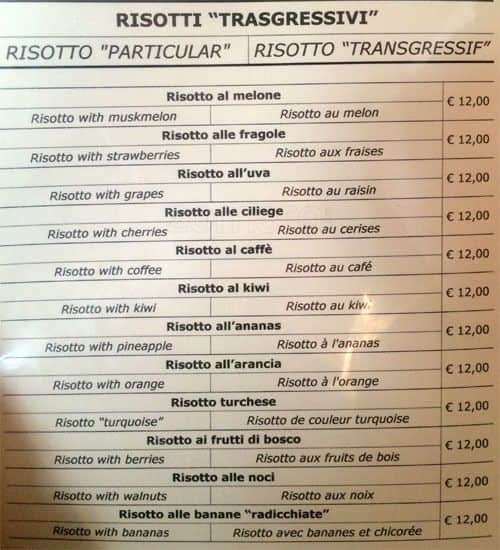 RISOTTI “TRASGRESSIVI”
RISOTTO "PARTICULAR" RISOTTO “TRANSGRESSIF”
Risotto al melone
Risotto with muskmelon Risotto au melon € 12,00
Risotto alle fragole
Risotto with strawberries Risotto aux fraises € 12,00
Risotto all’uva
Risotto with grapes Risotto au raisin € 12,00
Risotto alle ciliege
Risotto with cherries Risotto au cerises € 12,00
Risotto al caffè
Risotto with coffee Risotto au café € 12,00
Risotto al kiwi
Risotto with kiwi Risotto au kiwi € 12,00
Risotto all’ananas
Risotto with pineapple Risotto à l'ananas € 12,00
Risotto all’arancia
Risotto with orange Risotto à l'orange € 12,00
Risotto turchese
Risotto “turquoise” Risotto de couleur turquoise € 12,00
Risotto ai frutti di bosco
Risotto with berries Risotto aux fruits de bois € 12,00
Risotto alle noci
Risotto with walnuts Risotto aux noix € 12,00
Risotto alle banane “radicchiate”
Risotto with bananas Risotto avec bananes et chicorée € 12,00